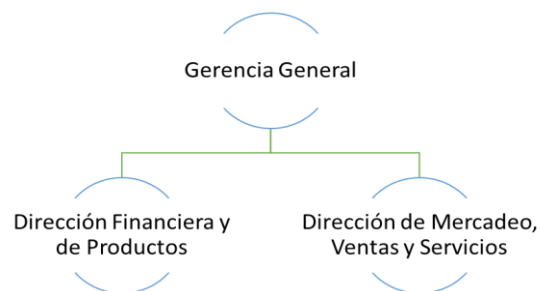 Gerencia General
Dirección Financiera y
de Productos
Dirección de Mercadeo,
Ventas y Servicios